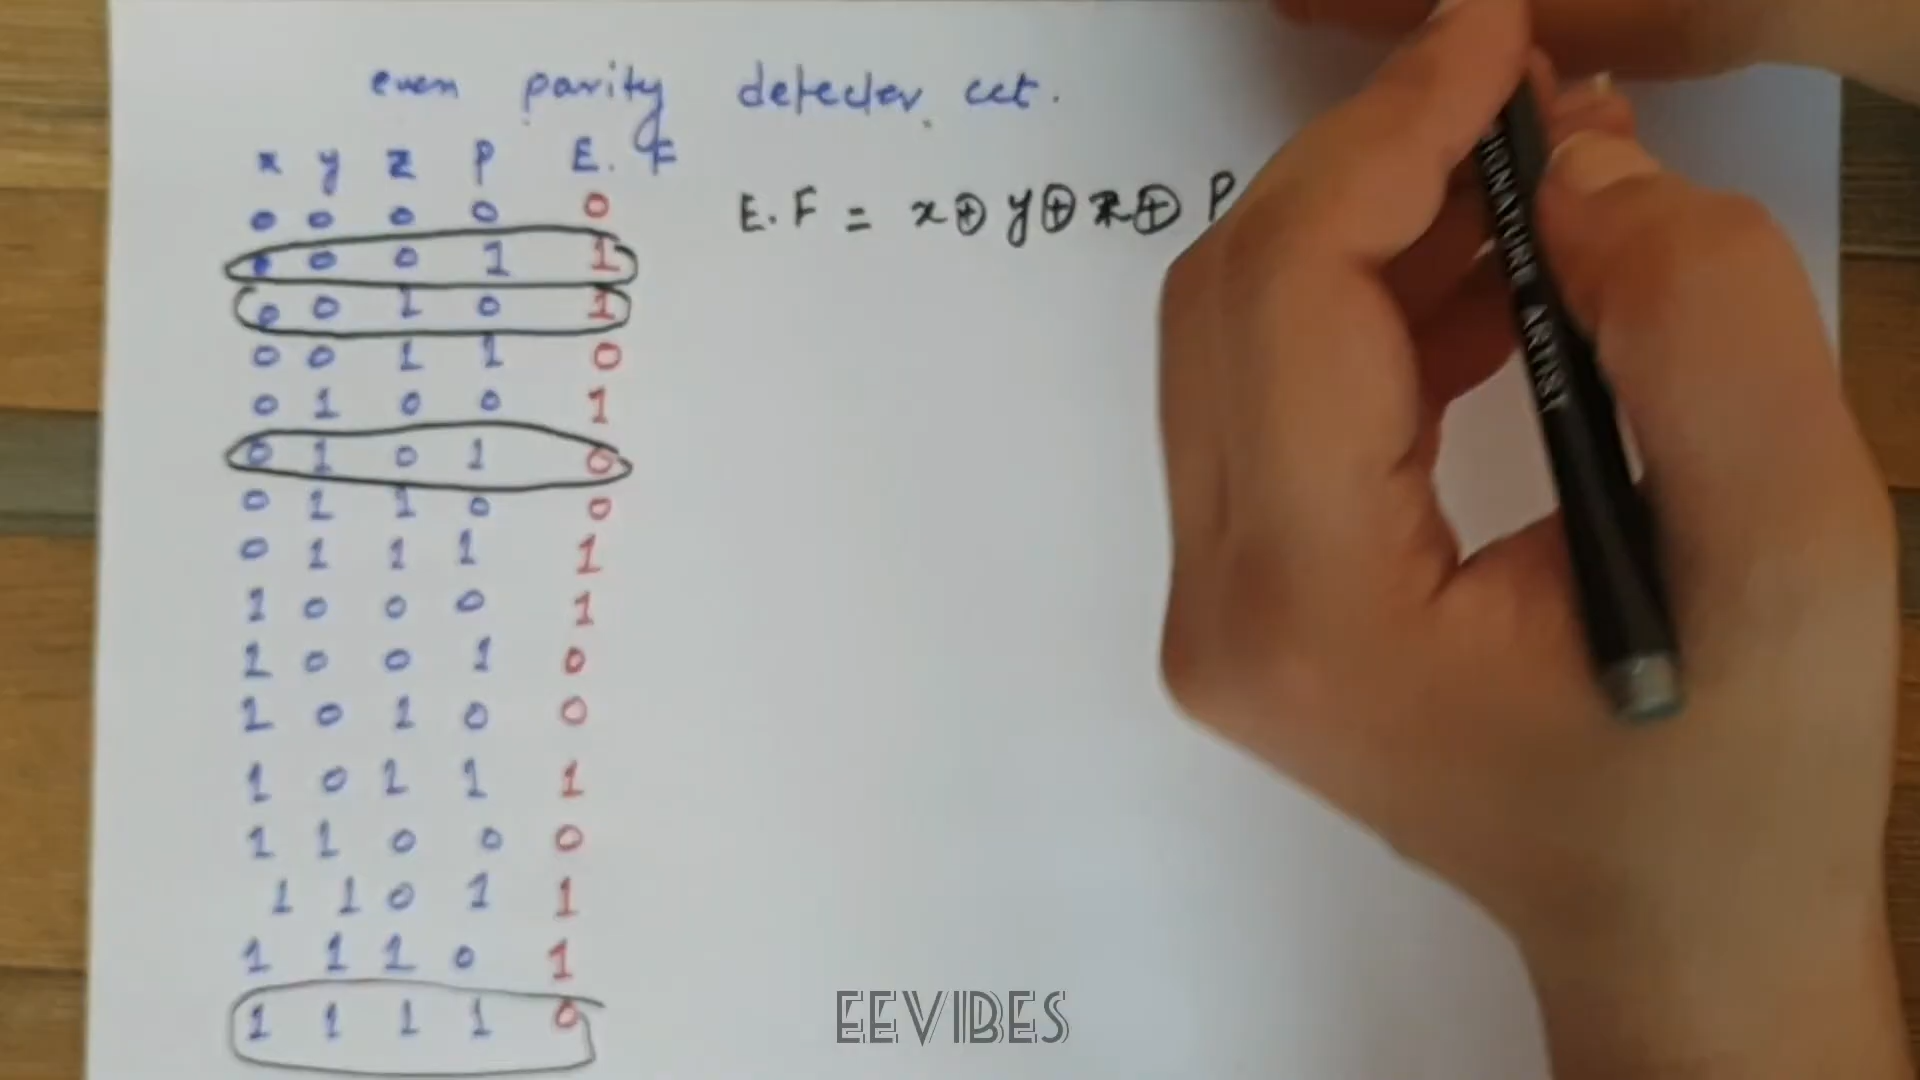 even parity detector cct.
x y z P E.F
E.F = x⊕y⊕z⊕P
0 0 0 0 0
0 0 0 1 1
0 0 1 0 1
0 0 1 1 0
0 1 0 0 1
0 1 0 1 0
0 1 1 0 0
0 1 1 1 1
1 0 0 0 1
1 0 0 1 0
1 0 1 0 0
1 0 1 1 1
1 1 0 0 0
1 1 0 1 1
1 1 1 0 1
1 1 1 1 0
EEVIBES